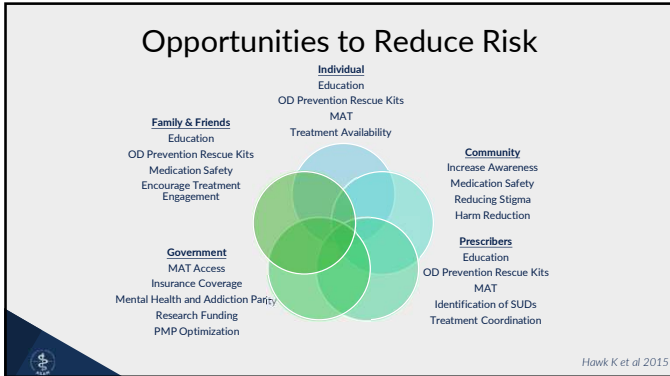 Opportunities to Reduce Risk
Individual
Education
OD Prevention Rescue Kits
MAT
Treatment Availability
Family & Friends
Education
OD Prevention Rescue Kits
Medication Safety
Encourage Treatment
Engagement
Community
Increase Awareness
Medication Safety
Reducing Stigma
Harm Reduction
Prescribers
Education
OD Prevention Rescue Kits
MAT
Identification of SUDs
Treatment Coordination
Government
MAT Access
Insurance Coverage
Mental Health and Addiction Parity
Research Funding
PMP Optimization
Hawk K et al 2015